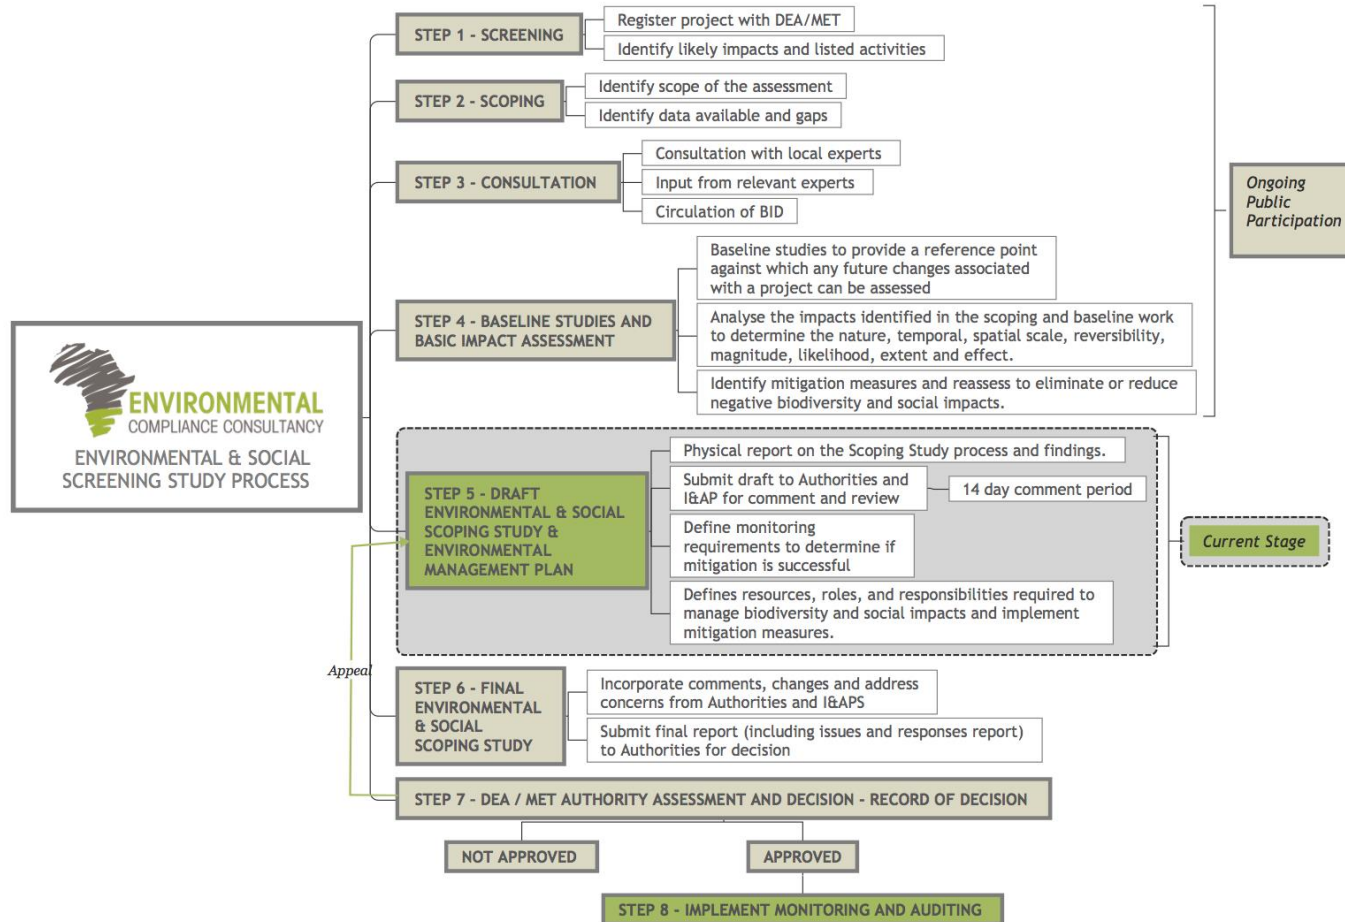 STEP 1 - SCREENING
Register project with DEA/MET
Identify likely impacts and listed activities
STEP 2 - SCOPING
Identify scope of the assessment
Identify data available and gaps
STEP 3 - CONSULTATION
Consultation with local experts
Input from relevant experts
Circulation of BID
Ongoing
Public
Participation
STEP 4 - BASELINE STUDIES AND
BASIC IMPACT ASSESSMENT
Baseline studies to provide a reference point
against which any future changes associated
with a project can be assessed
Analyse the impacts identified in the scoping and baseline work
to determine the nature, temporal, spatial scale, reversibility,
magnitude, likelihood, extent and effect.
Identify mitigation measures and reassess to eliminate or reduce
negative biodiversity and social impacts.
ENVIRONMENTAL
COMPLIANCE CONSULTANCY
ENVIRONMENTAL & SOCIAL
SCREENING STUDY PROCESS
STEP 5 - DRAFT
ENVIRONMENTAL & SOCIAL
SCOPING STUDY &
ENVIRONMENTAL
MANAGEMENT PLAN
Physical report on the Scoping Study process and findings.
Submit draft to Authorities and
I&AP for comment and review
14 day comment period
Define monitoring
requirements to determine if
mitigation is successful
Defines resources, roles, and responsibilities required to
manage biodiversity and social impacts and implement
mitigation measures.
Current Stage
Appeal
STEP 6 - FINAL
ENVIRONMENTAL
& SOCIAL
SCOPING STUDY
Incorporate comments, changes and address
concerns from Authorities and I&APS
Submit final report (including issues and responses report)
to Authorities for decision
STEP 7 - DEA / MET AUTHORITY ASSESSMENT AND DECISION - RECORD OF DECISION
NOT APPROVED
APPROVED
STEP 8 - IMPLEMENT MONITORING AND AUDITING